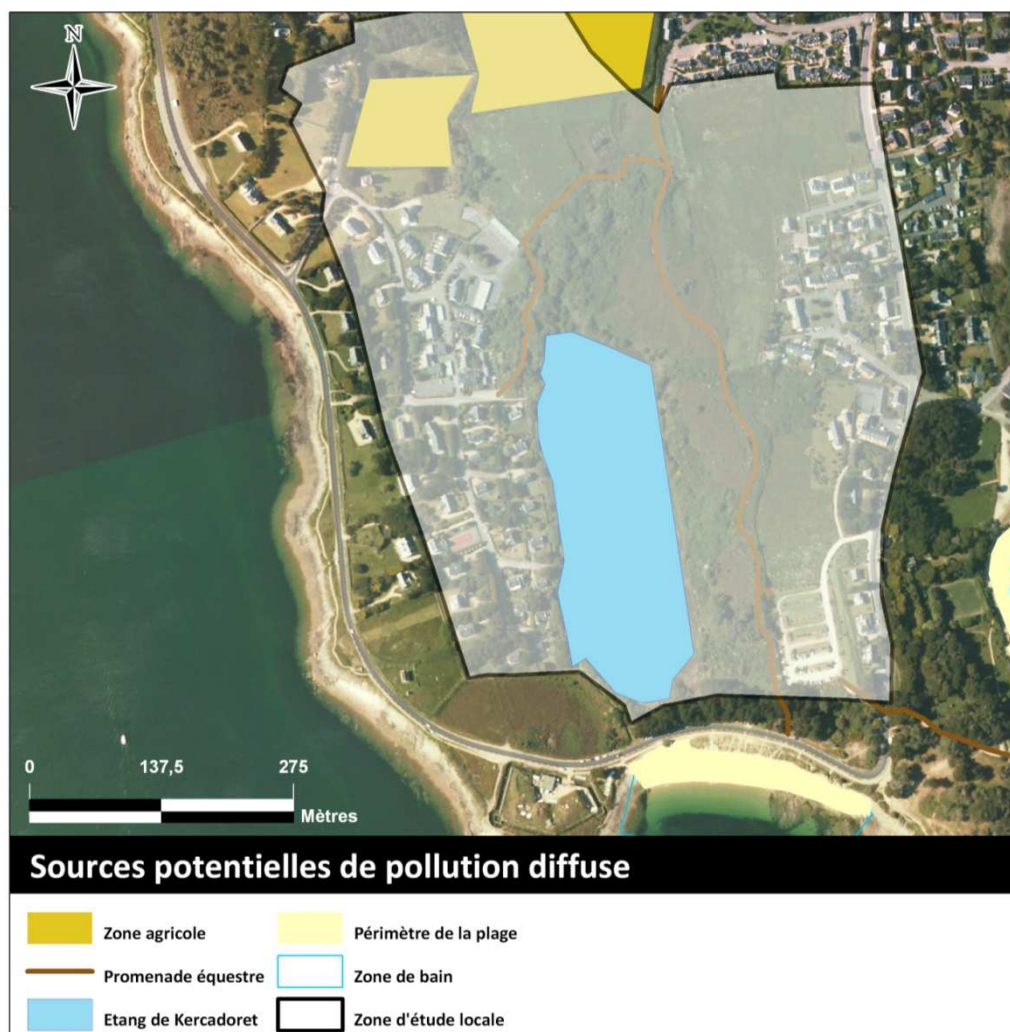 N
0 137,5 275
Mètres
Sources potentielles de pollution diffuse
Zone agricole Périmètre de la plage
Promenade équestre Zone de bain
Etang de Kercadoret Zone d'étude locale